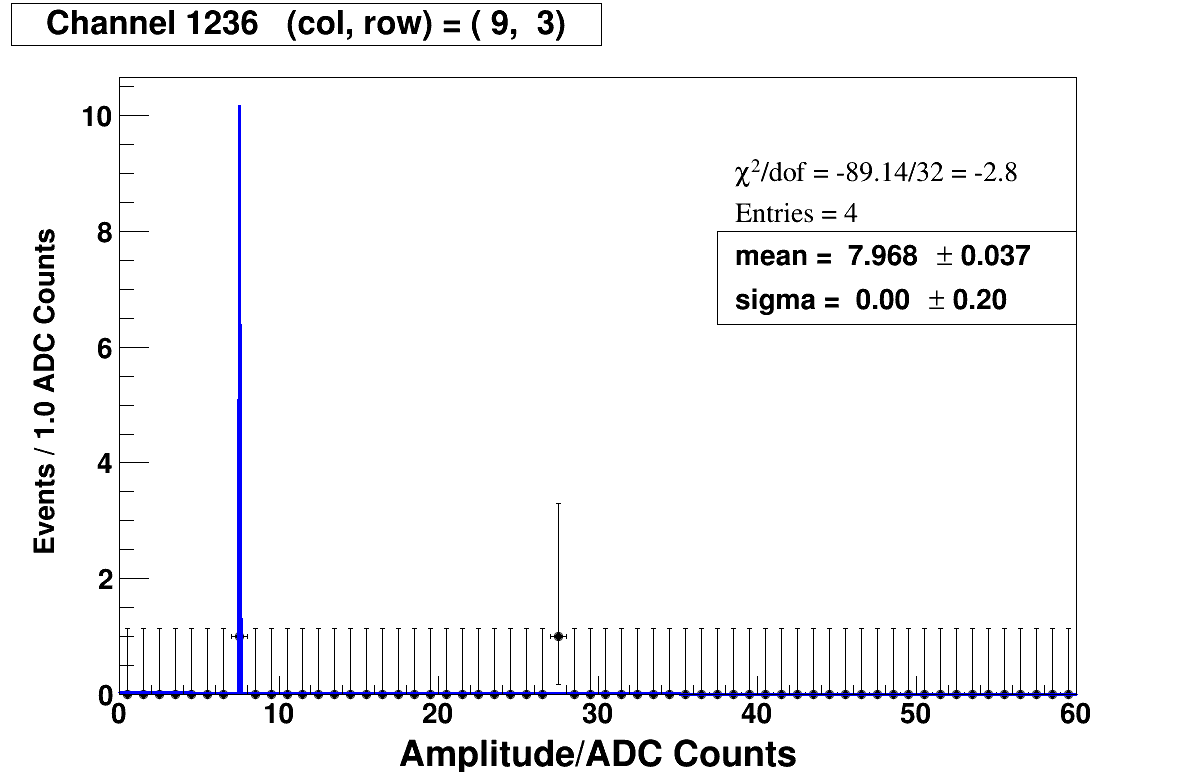 Channel 1236 (col, row) = ( 9, 3)
10
8
6
4
2
0
Events / 1.0 ADC Counts
χ²/dof = -89.14/32 = -2.8
Entries = 4
mean = 7.968 ± 0.037
sigma = 0.00 ± 0.20
0 10 20 30 40 50 60
Amplitude/ADC Counts